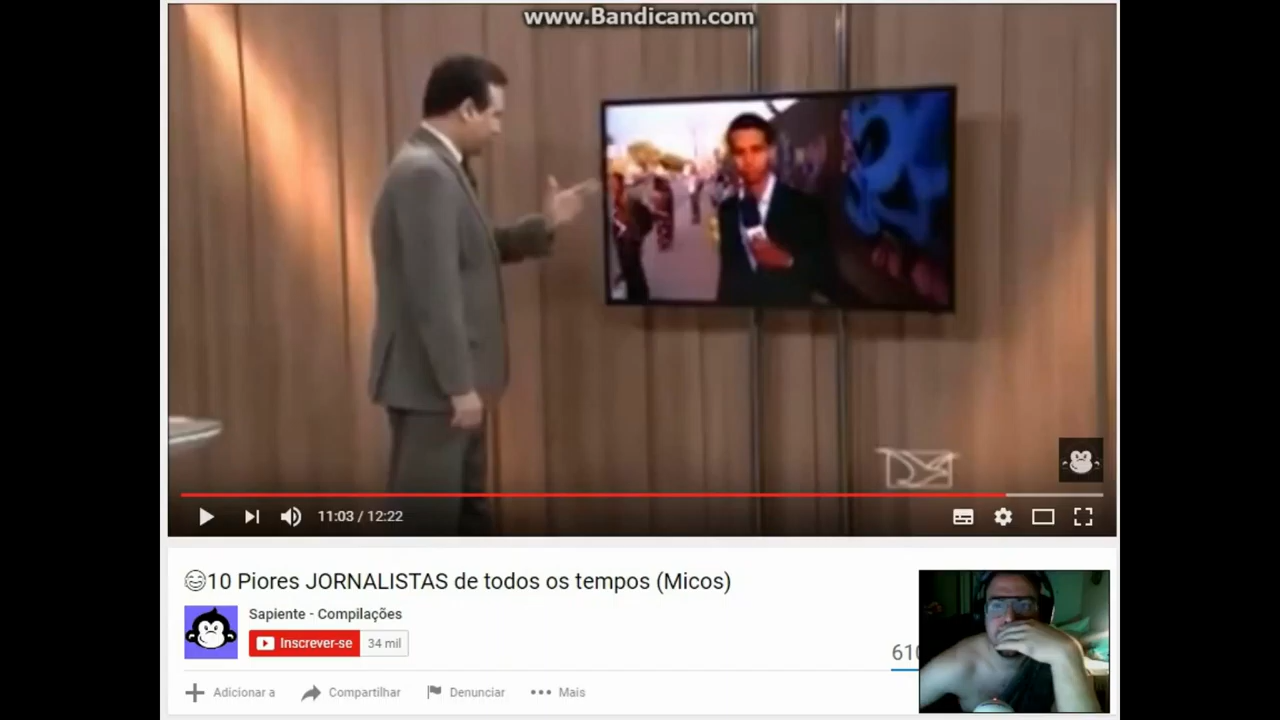 www.Bandicam.com
11:03 / 12:22
😂10 Piores JORNALISTAS de todos os tempos (Micos)
Sapiente - Compilações
Inscrever-se 34 mil
610
Adicionar a Compartilhar Denunciar Mais